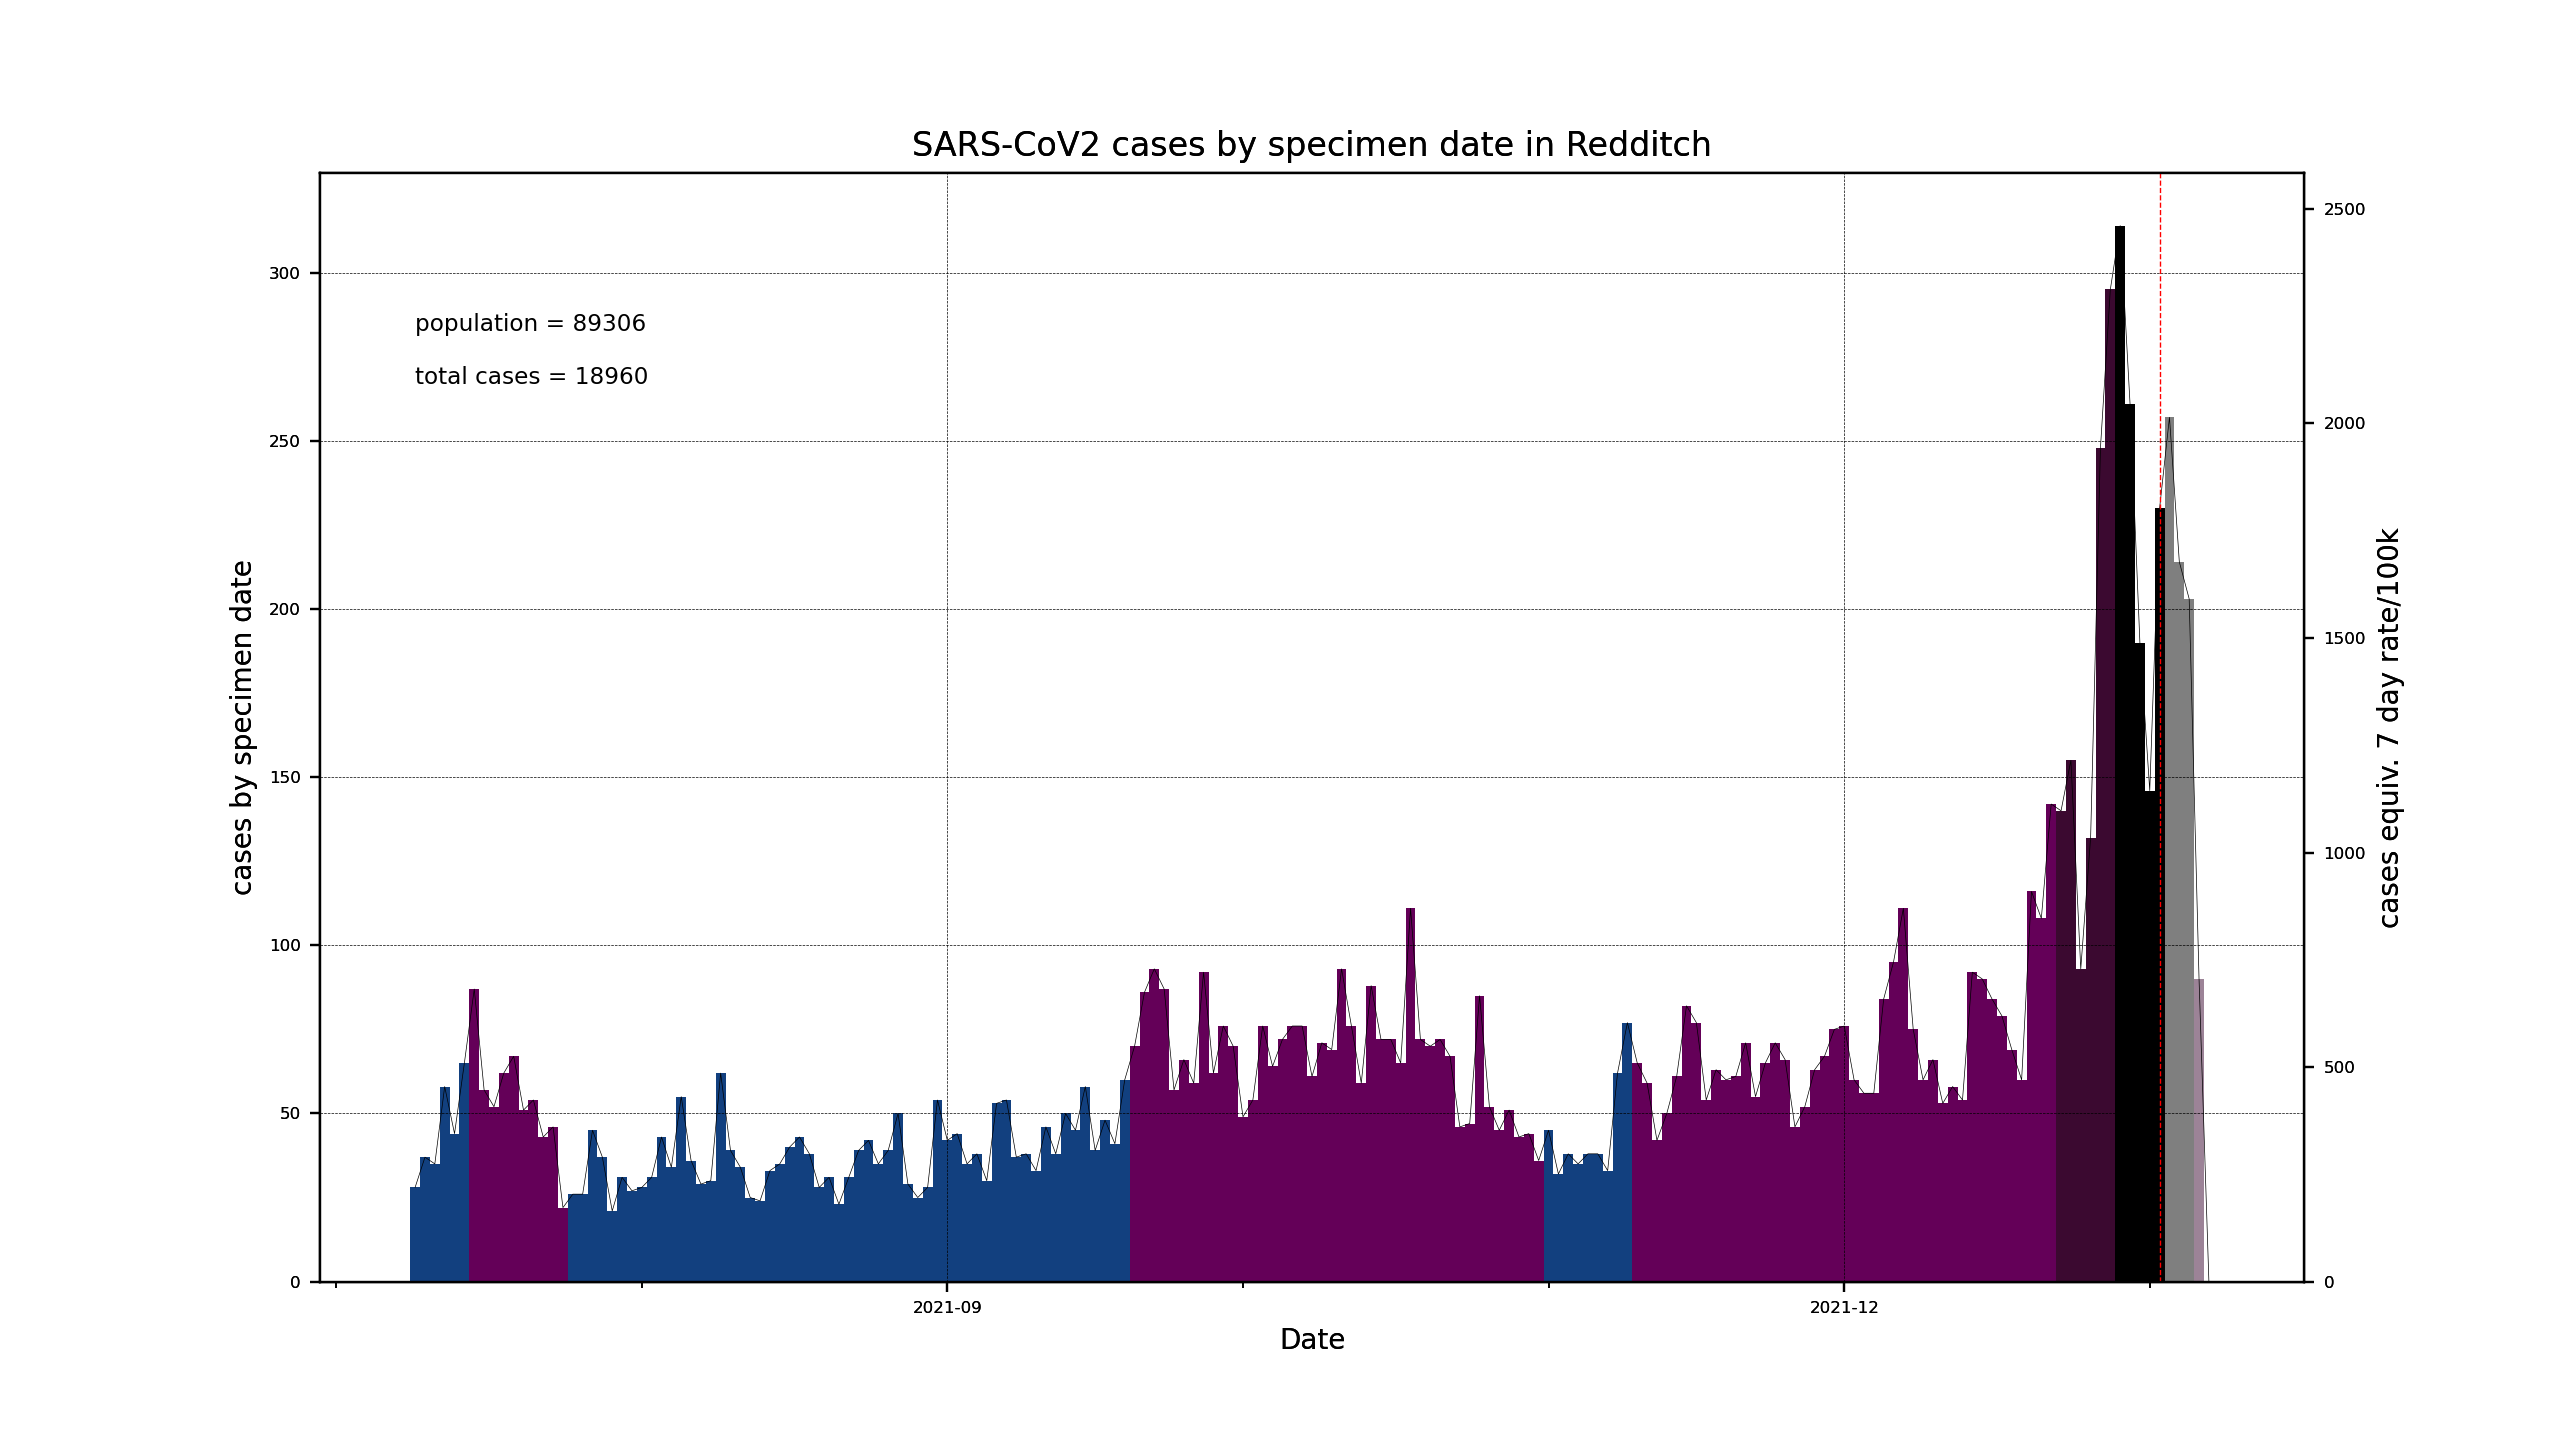 SARS-CoV2 cases by specimen date in Redditch
population = 89306
total cases = 18960
cases by specimen date
300
250
200
150
100
50
0
2500
2000
1500
1000
500
0
cases equiv. 7 day rate/100k
2021-09
2021-12
Date